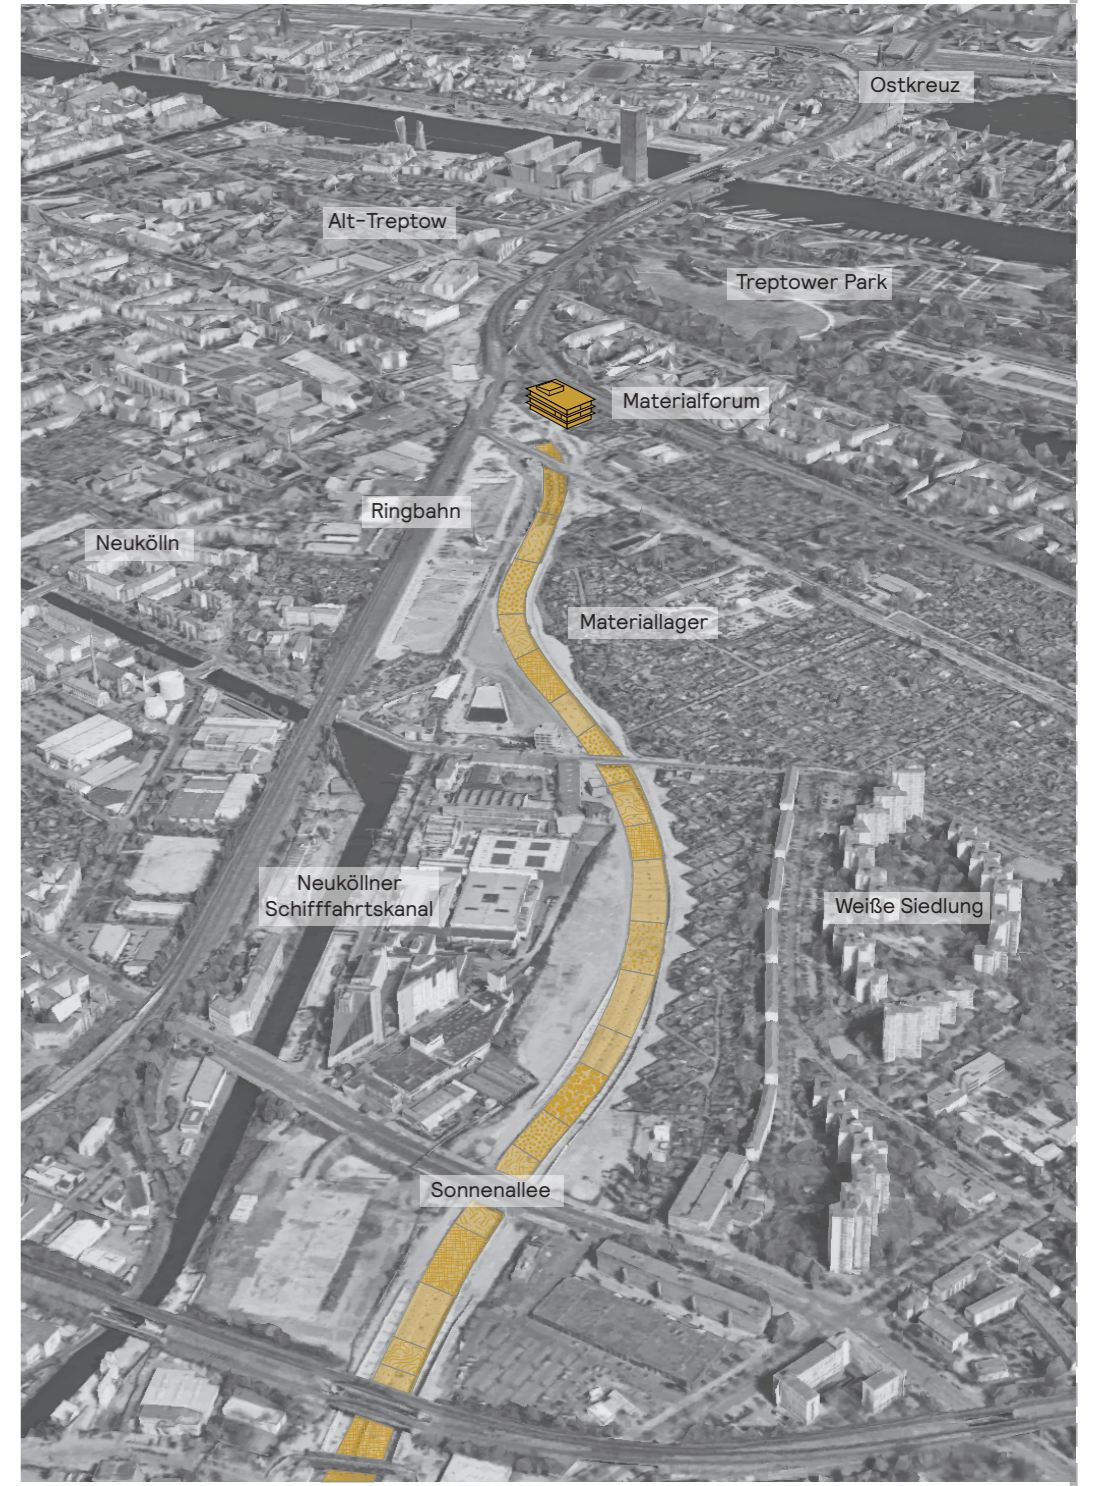 Ostkreuz
Alt-Treptow
Treptower Park
Materialforum
Ringbahn
Neukölln
Materiallager
Neuköllner
Schifffahrtskanal
Weiße Siedlung
Sonnenallee